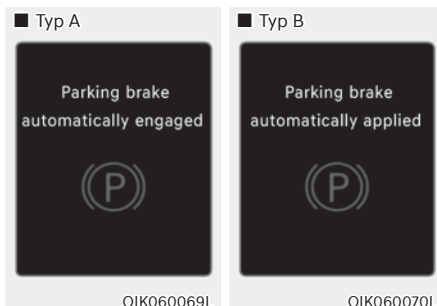 ■ Typ A
Parking brake
automatically engaged
(P)
OIK060069L
■ Typ B
Parking brake
automatically applied
(P)
OIK060070L